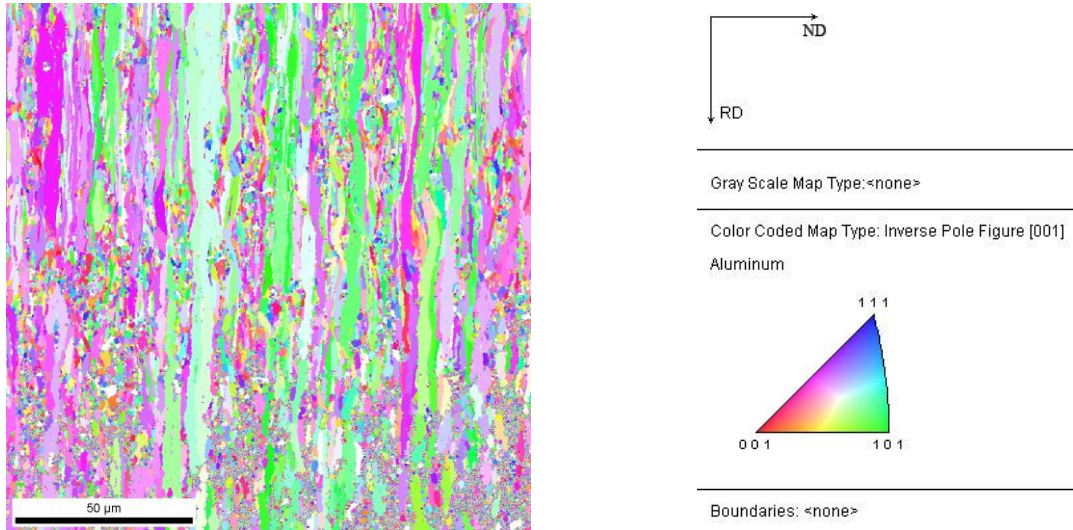 ND
RD
Gray Scale Map Type:<none>
Color Coded Map Type: Inverse Pole Figure [001]
Aluminum
1 1 1
0 0 1
1 0 1
50 µm
Boundaries: <none>